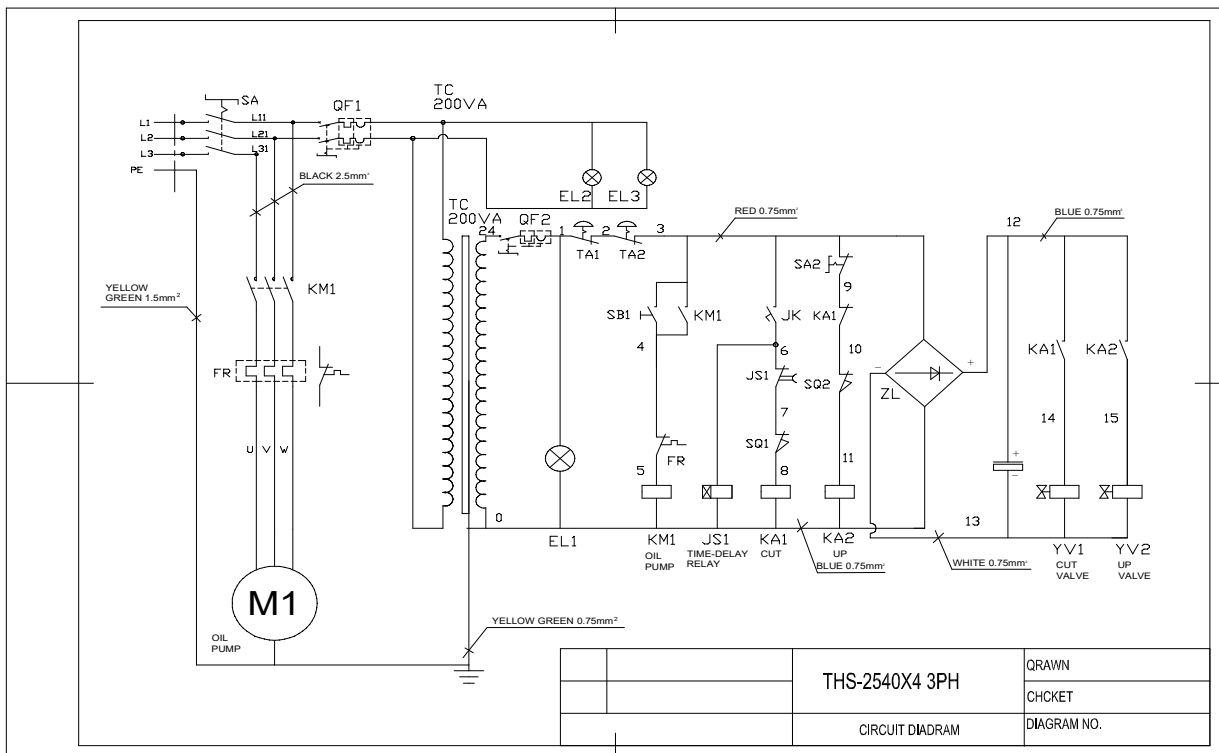 SA
QF1
TC
200VA
L1
L2
L3
PE
L11
L21
L31
BLACK 2.5mm²
EL2
EL3
TC
200VA
24
QF2
1
2
3
TA1
TA2
RED 0.75mm²
12
BLUE 0.75mm²
YELLOW
GREEN 1.5mm²
KM1
SB1
KM1
JK
SA2
9
KA1
4
6
10
KA1
KA2
FR
JS1
SQ2
ZL
−
+
7
14
15
U
V
W
SQ1
11
+
−
FR
5
8
0
13
EL1
KM1
OIL
PUMP
JS1
TIME-DELAY
RELAY
KA1
CUT
KA2
UP
BLUE 0.75mm²
WHITE 0.75mm²
YV1
CUT
VALVE
YV2
UP
VALVE
M1
OIL
PUMP
YELLOW GREEN 0.75mm²
THS-2540X4 3PH
QRAWN
CHCKET
CIRCUIT DIADRAM
DIAGRAM NO.